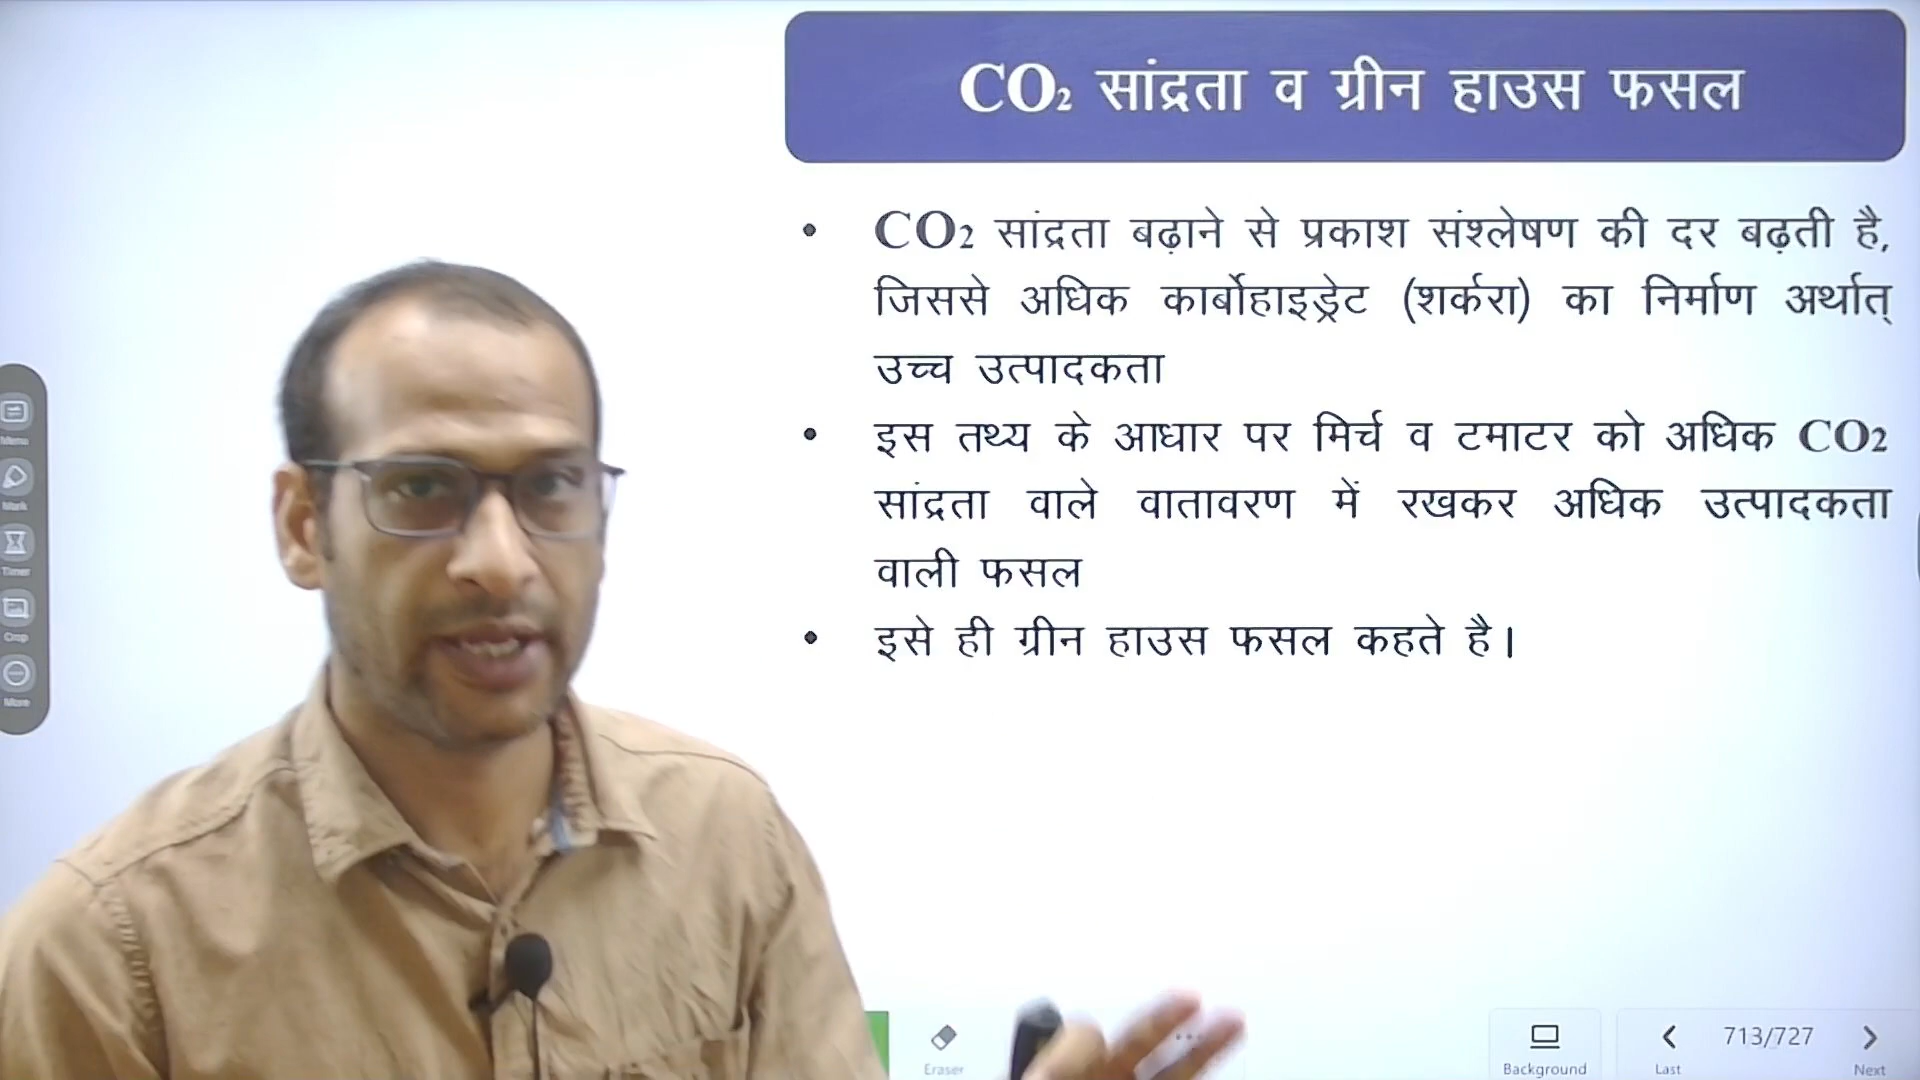 CO₂ सांद्रता व ग्रीन हाउस फसल
• CO₂ सांद्रता बढ़ाने से प्रकाश संश्लेषण की दर बढ़ती है,
जिससे अधिक कार्बोहाइड्रेट (शर्करा) का निर्माण अर्थात्
उच्च उत्पादकता
• इस तथ्य के आधार पर मिर्च व टमाटर को अधिक CO₂
सांद्रता वाले वातावरण में रखकर अधिक उत्पादकता
वाली फसल
• इसे ही ग्रीन हाउस फसल कहते है।
Menu
Mark
Timer
Crop
More
Eraser
Background
Last
713/727
Next